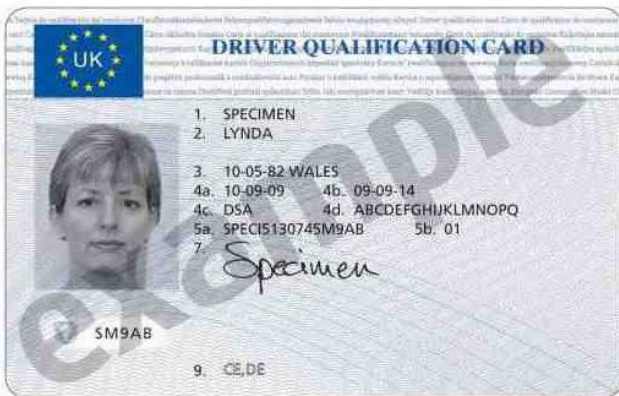 UK
DRIVER QUALIFICATION CARD
1. SPECIMEN
2. LYNDA
3. 10-05-82 WALES
4a. 10-09-09 4b. 09-09-14
4c. DSA 4d. ABCDEFGHIJKLMNOPQ
5a. SPECI513074SM9AB 5b. 01
7. Specimen
SM9AB
9. CE,DE
example